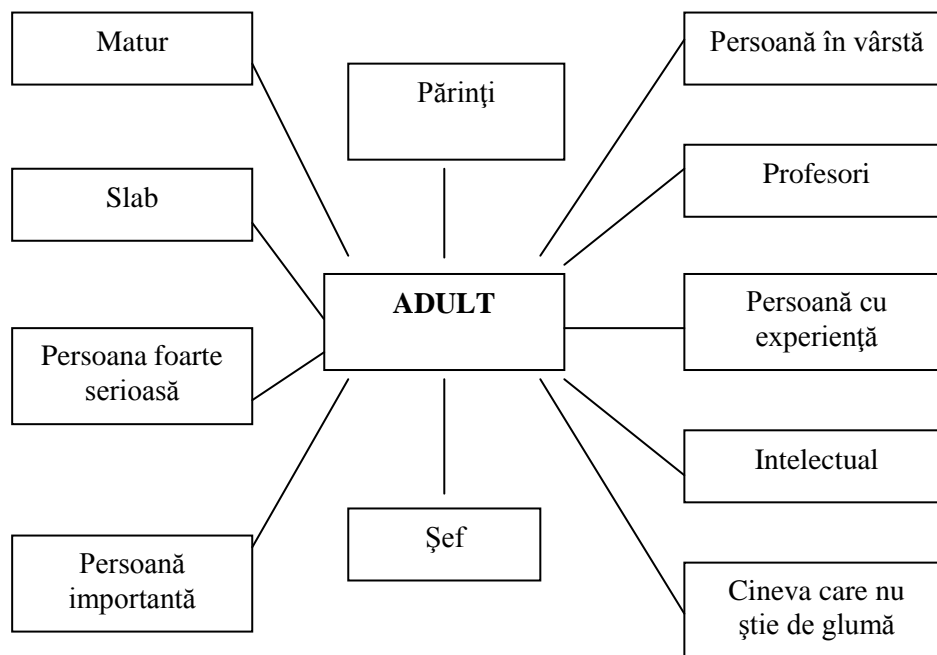 Matur
Părinţi
Persoană în vârstă
Slab
Profesori
ADULT
Persoană cu
experienţă
Persoana foarte
serioasă
Intelectual
Şef
Persoană
importantă
Cineva care nu
ştie de glumă